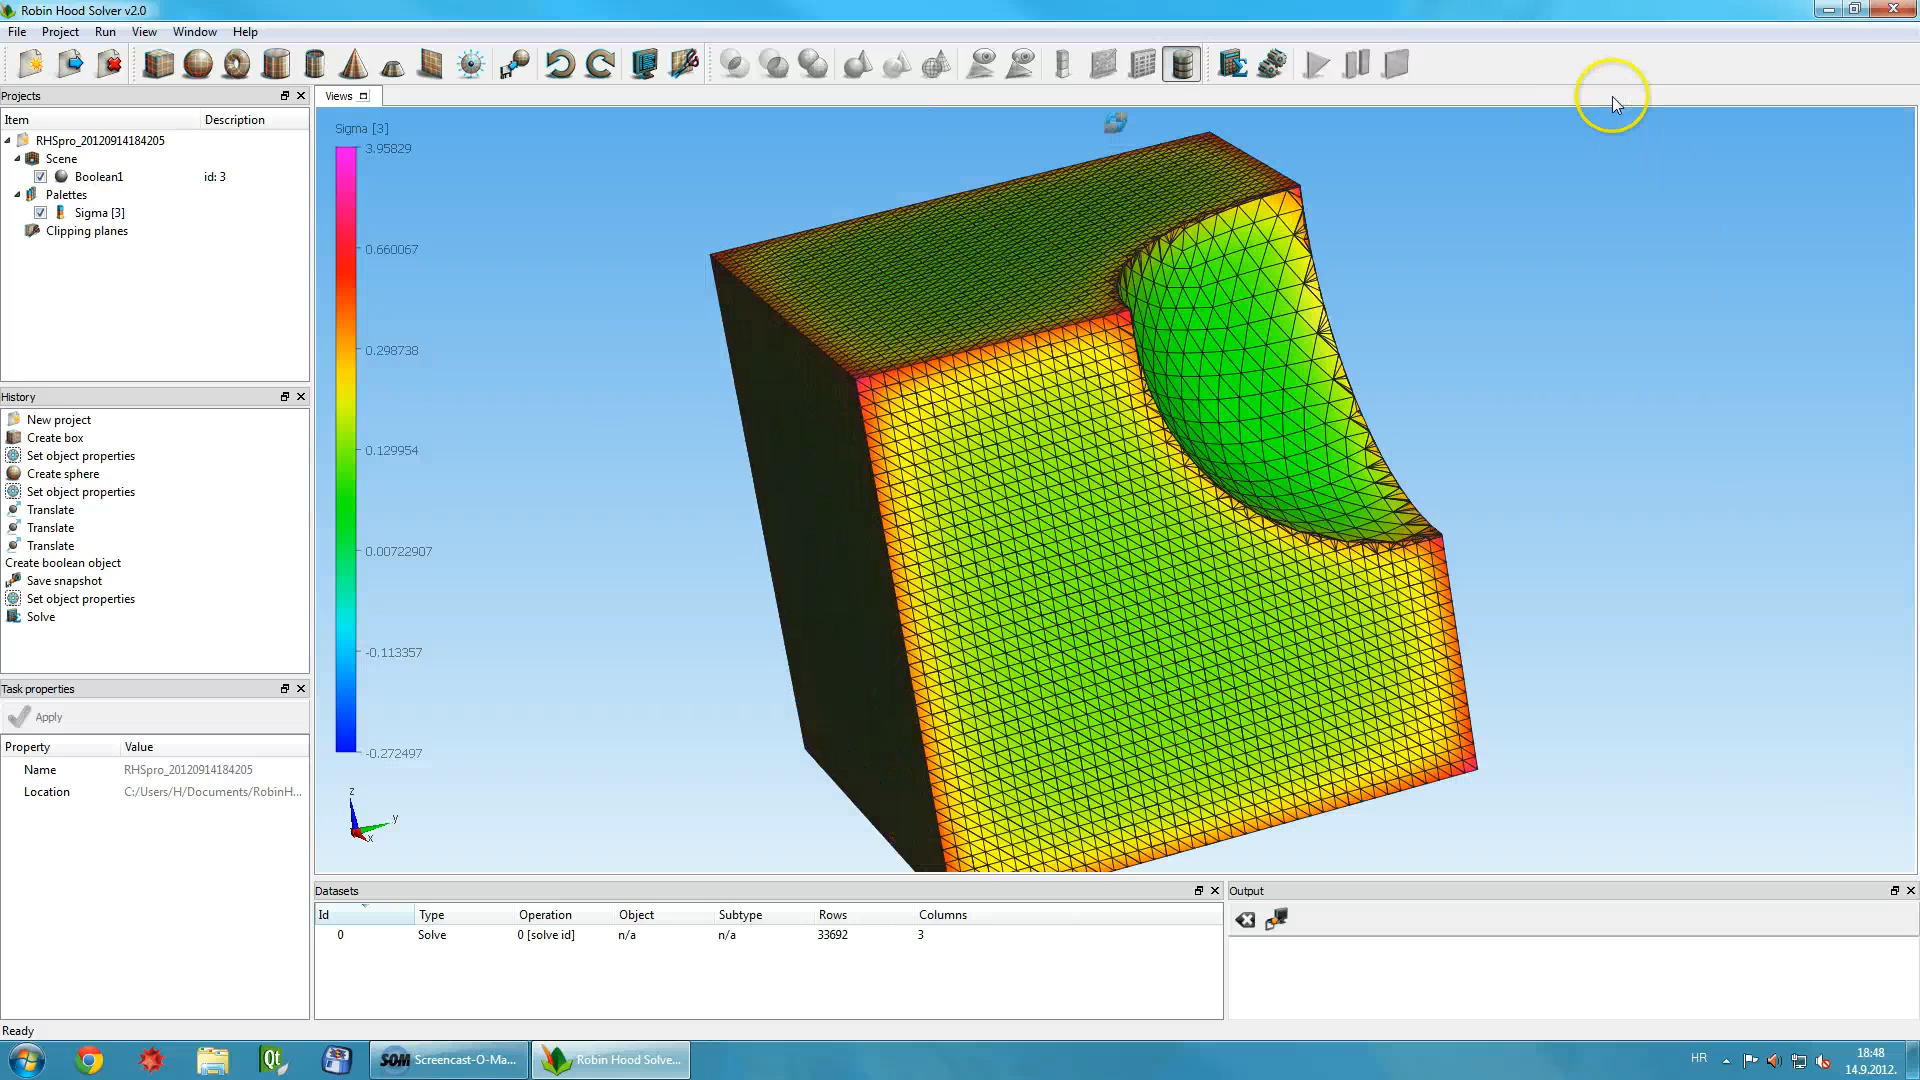 Robin Hood Solver v2.0
File Project Run View Window Help
Projects
Item Description
RHSpro_20120914184205
Scene
Boolean1 id: 3
Palettes
Sigma [3]
Clipping planes
History
New project
Create box
Set object properties
Create sphere
Set object properties
Translate
Translate
Translate
Create boolean object
Save snapshot
Set object properties
Solve
Task properties
Apply
Property Value
Name RHSpro_20120914184205
Location C:/Users/H/Documents/RobinH...
Views
Sigma [3]
3.95829
0.660067
0.298738
0.129954
0.00722907
-0.113357
-0.272497
z
y
x
Datasets
Id Type Operation Object Subtype Rows Columns
0 Solve 0 [solve id] n/a n/a 33692 3
Output
Ready
Qt
SOM Screencast-O-Ma...
Robin Hood Solve...
HR
18:48
14.9.2012.